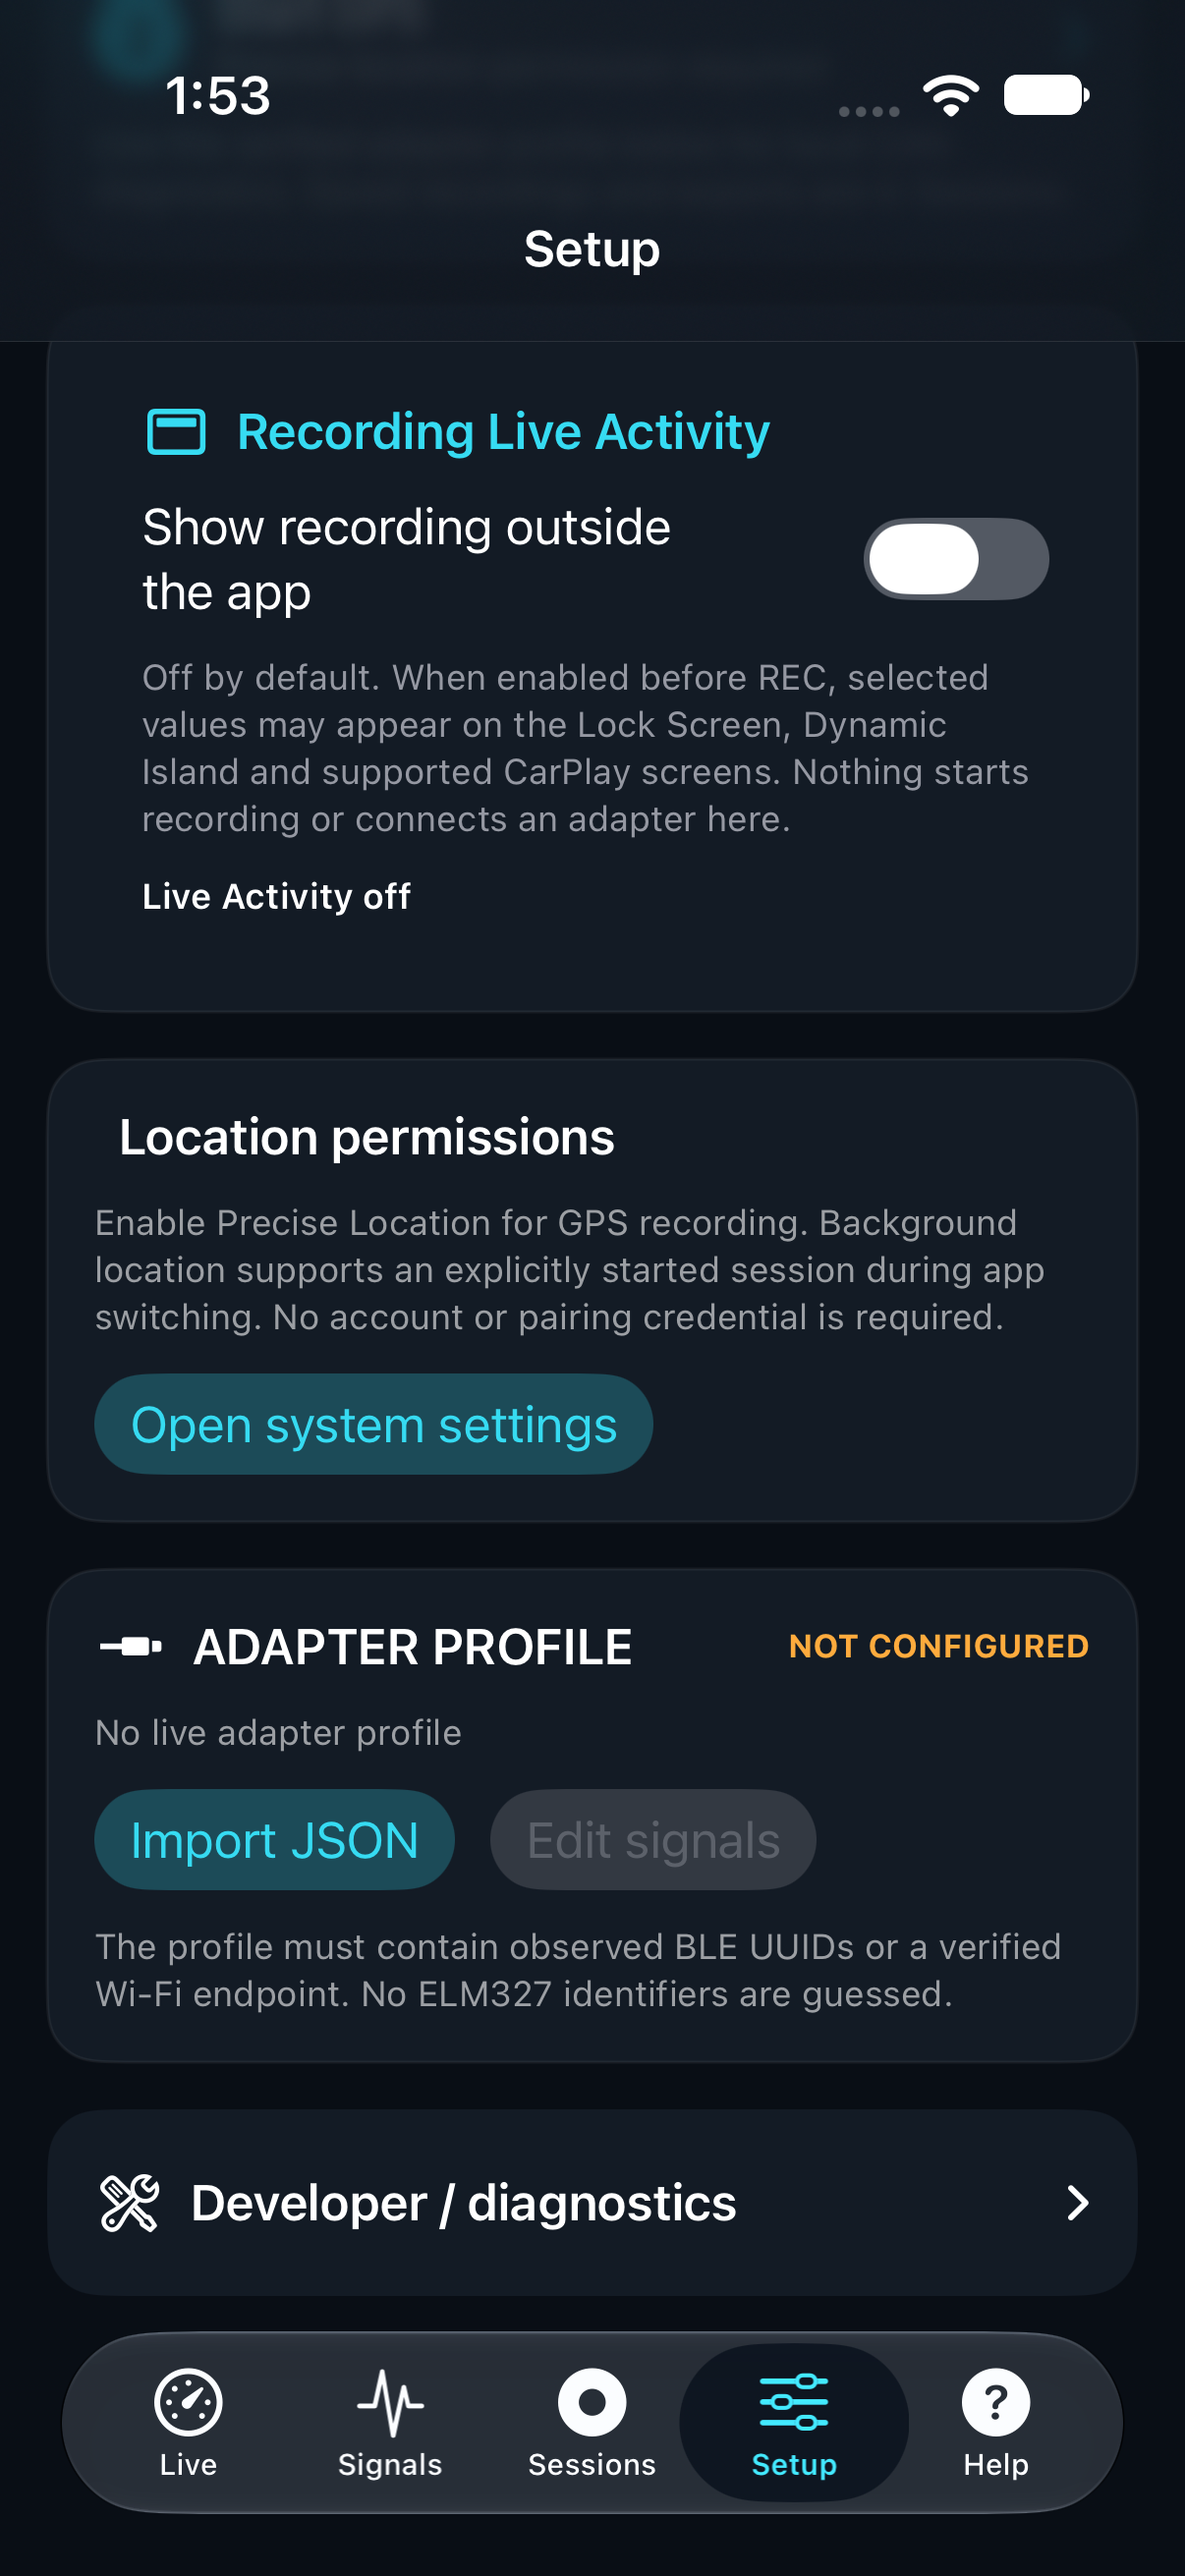 1:53
Setup
Recording Live Activity
Show recording outside
the app
Off by default. When enabled before REC, selected
values may appear on the Lock Screen, Dynamic
Island and supported CarPlay screens. Nothing starts
recording or connects an adapter here.
Live Activity off
Location permissions
Enable Precise Location for GPS recording. Background
location supports an explicitly started session during app
switching. No account or pairing credential is required.
Open system settings
ADAPTER PROFILE
NOT CONFIGURED
No live adapter profile
Import JSON
Edit signals
The profile must contain observed BLE UUIDs or a verified
Wi-Fi endpoint. No ELM327 identifiers are guessed.
Developer / diagnostics
Live
Signals
Sessions
Setup
Help